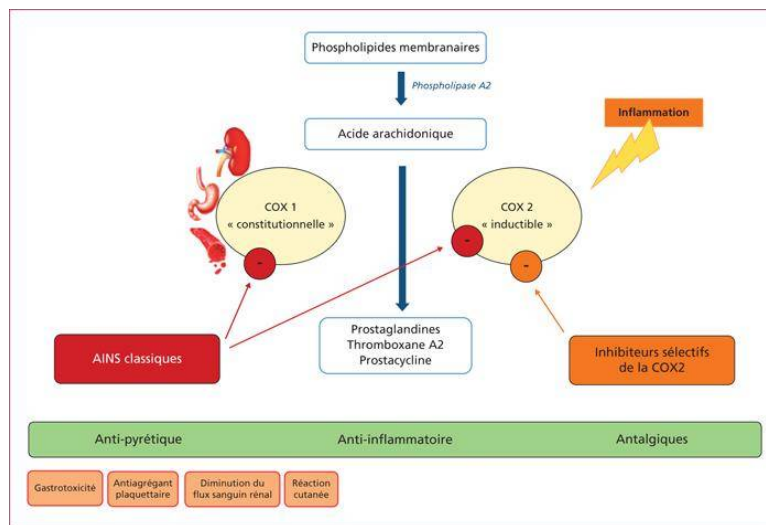 Phospholipides membranaires
Phospholipase A2
Inflammation
Acide arachidonique
COX 1
« constitutionnelle »
COX 2
« inductible »
-
-
-
Prostaglandines
Thromboxane A2
Prostacycline
AINS classiques
Inhibiteurs sélectifs
de la COX2
Anti-pyrétique
Anti-inflammatoire
Antalgiques
Gastrotoxicité
Antiagrégant
plaquettaire
Diminution du
flux sanguin rénal
Réaction
cutanée